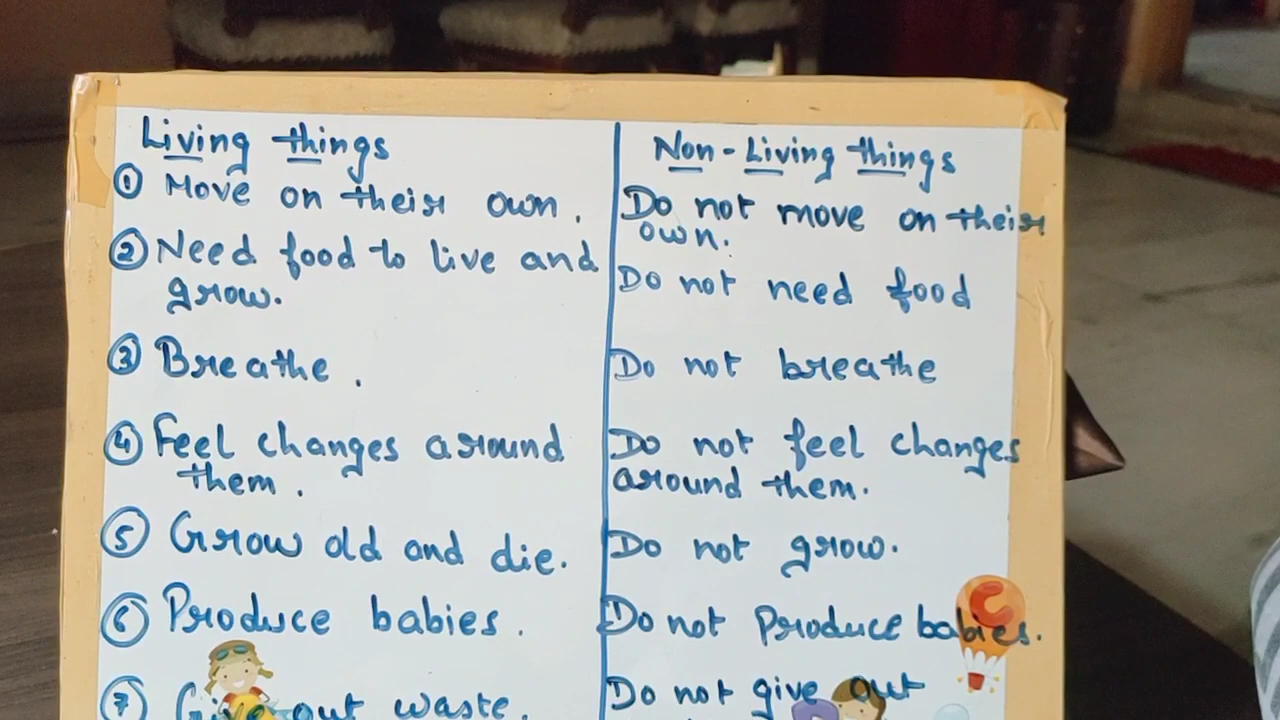 Living things
① Move on their own.
② Need food to live and
grow.
③ Breathe.
④ Feel changes around
them.
⑤ Grow old and die.
⑥ Produce babies.
⑦ Give out waste.
Non-Living things
Do not move on their
own.
Do not need food
Do not breathe
Do not feel changes
around them.
Do not grow.
Do not Produce babies.
Do not give out
C